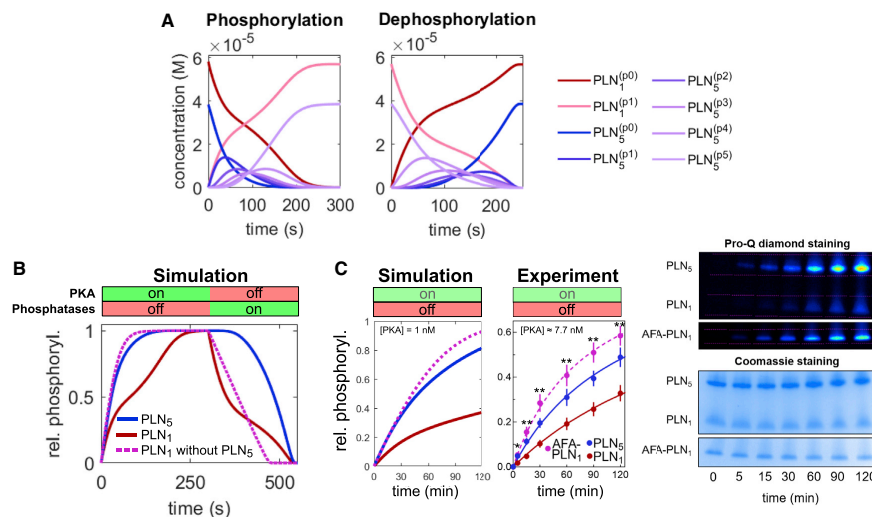 A
Phosphorylation
Dephosphorylation
×10-5
×10-5
6
4
2
0
concentration (M)
0 100 200 300
time (s)
0 100 200
time (s)
PLN1(p0)
PLN1(p1)
PLN5(p0)
PLN5(p1)
PLN5(p2)
PLN5(p3)
PLN5(p4)
PLN5(p5)
B
Simulation
PKA on off
Phosphatases off on
rel. phosphoryl.
1
0.5
0
PLN5
PLN1
PLN1 without PLN5
0 200 400
time (s)
C
Simulation
on
off
[PKA] = 1 nM
rel. phosphoryl.
0 30 60 90 120
time (min)
Experiment
on
off
[PKA] ≈ 7.7 nM
0.6
0.4
0.2
0.0
* ** ** ** ** **
AFA-PLN1
PLN5
PLN1
0 30 60 90 120
time (min)
Pro-Q diamond staining
PLN5
PLN1
AFA-PLN1
Coomassie staining
PLN5
PLN1
AFA-PLN1
0 5 15 30 60 90 120
time (min)